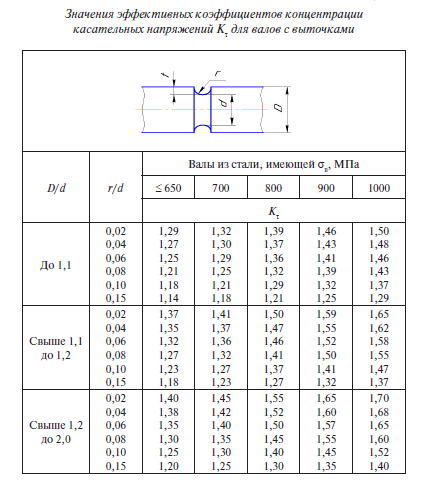 Значения эффективных коэффициентов концентрации
касательных напряжений Kτ для валов с выточками
t r d D
D/d r/d Валы из стали, имеющей σв, МПа
≤ 650 700 800 900 1000
Kτ
До 1,1
0,02 1,29 1,32 1,39 1,46 1,50
0,04 1,27 1,30 1,37 1,43 1,48
0,06 1,25 1,29 1,36 1,41 1,46
0,08 1,21 1,25 1,32 1,39 1,43
0,10 1,18 1,21 1,29 1,32 1,37
0,15 1,14 1,18 1,21 1,25 1,29
Свыше 1,1
до 1,2
0,02 1,37 1,41 1,50 1,59 1,65
0,04 1,35 1,37 1,47 1,55 1,62
0,06 1,32 1,36 1,46 1,52 1,58
0,08 1,27 1,32 1,41 1,50 1,55
0,10 1,23 1,27 1,37 1,41 1,47
0,15 1,18 1,23 1,27 1,32 1,37
Свыше 1,2
до 2,0
0,02 1,40 1,45 1,55 1,65 1,70
0,04 1,38 1,42 1,52 1,60 1,68
0,06 1,35 1,40 1,50 1,57 1,65
0,08 1,30 1,35 1,45 1,55 1,60
0,10 1,25 1,30 1,40 1,45 1,52
0,15 1,20 1,25 1,30 1,35 1,40